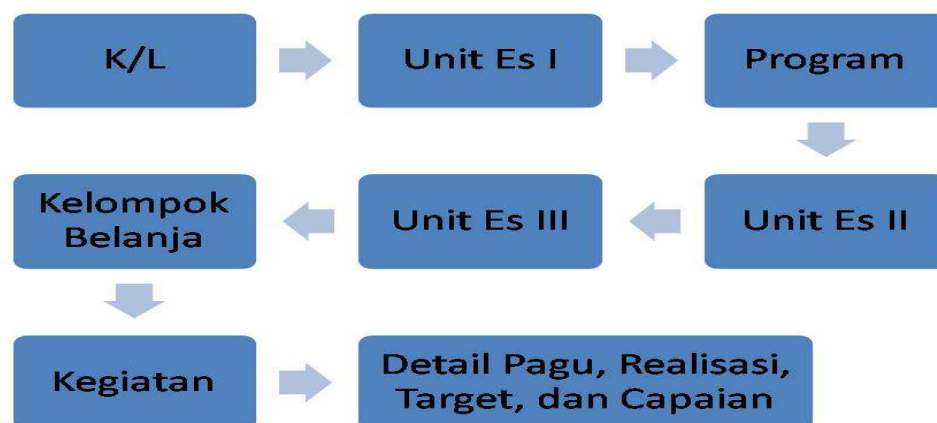 K/L
Unit Es I
Program
Unit Es II
Unit Es III
Kelompok
Belanja
Kegiatan
Detail Pagu, Realisasi,
Target, dan Capaian